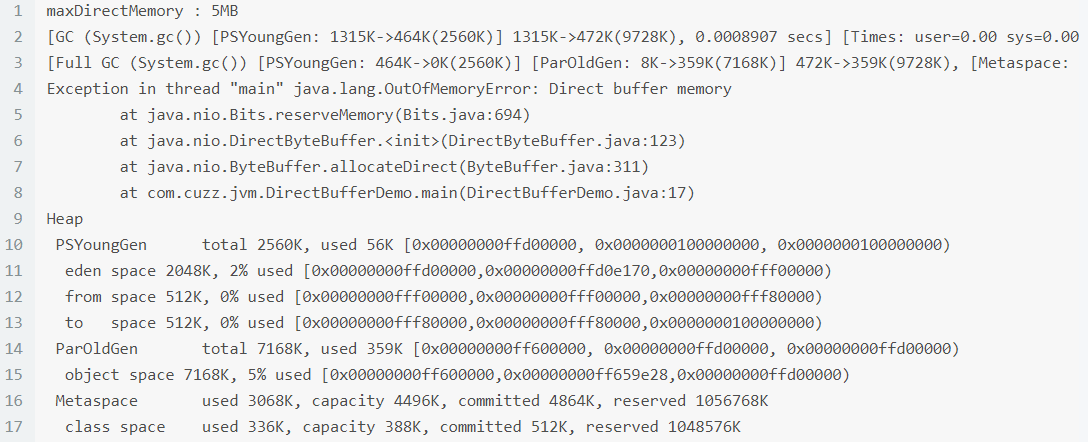 1 maxDirectMemory : 5MB
2 [GC (System.gc()) [PSYoungGen: 1315K->464K(2560K)] 1315K->472K(9728K), 0.0008907 secs] [Times: user=0.00 sys=0.00
3 [Full GC (System.gc()) [PSYoungGen: 464K->0K(2560K)] [ParOldGen: 8K->359K(7168K)] 472K->359K(9728K), [Metaspace:
4 Exception in thread "main" java.lang.OutOfMemoryError: Direct buffer memory
5         at java.nio.Bits.reserveMemory(Bits.java:694)
6         at java.nio.DirectByteBuffer.<init>(DirectByteBuffer.java:123)
7         at java.nio.ByteBuffer.allocateDirect(ByteBuffer.java:311)
8         at com.cuzz.jvm.DirectBufferDemo.main(DirectBufferDemo.java:17)
9 Heap
10  PSYoungGen      total 2560K, used 56K [0x00000000ffd00000, 0x0000000100000000, 0x0000000100000000)
11   eden space 2048K, 2% used [0x00000000ffd00000,0x00000000ffd0e170,0x00000000fff00000)
12   from space 512K, 0% used [0x00000000fff00000,0x00000000fff00000,0x00000000fff80000)
13   to   space 512K, 0% used [0x00000000fff80000,0x00000000fff80000,0x0000000100000000)
14  ParOldGen       total 7168K, used 359K [0x00000000ff600000, 0x00000000ffd00000, 0x00000000ffd00000)
15   object space 7168K, 5% used [0x00000000ff600000,0x00000000ff659e28,0x00000000ffd00000)
16  Metaspace       used 3068K, capacity 4496K, committed 4864K, reserved 1056768K
17   class space    used 336K, capacity 388K, committed 512K, reserved 1048576K